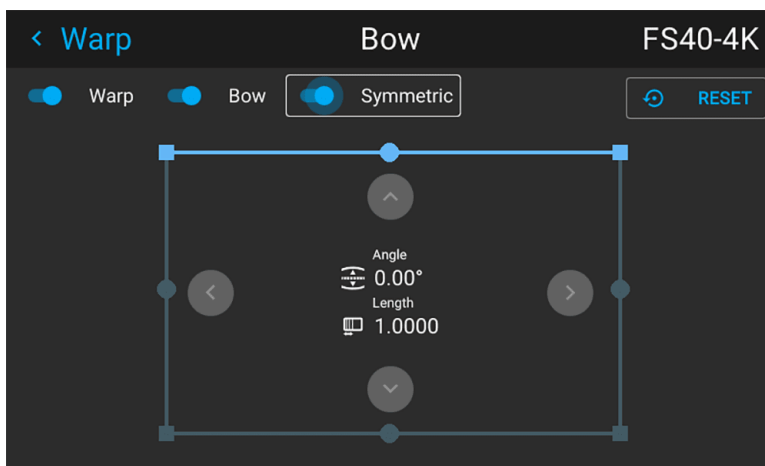 Warp Bow FS40-4K
Warp Bow Symmetric RESET
Angle
0.00°
Length
1.0000